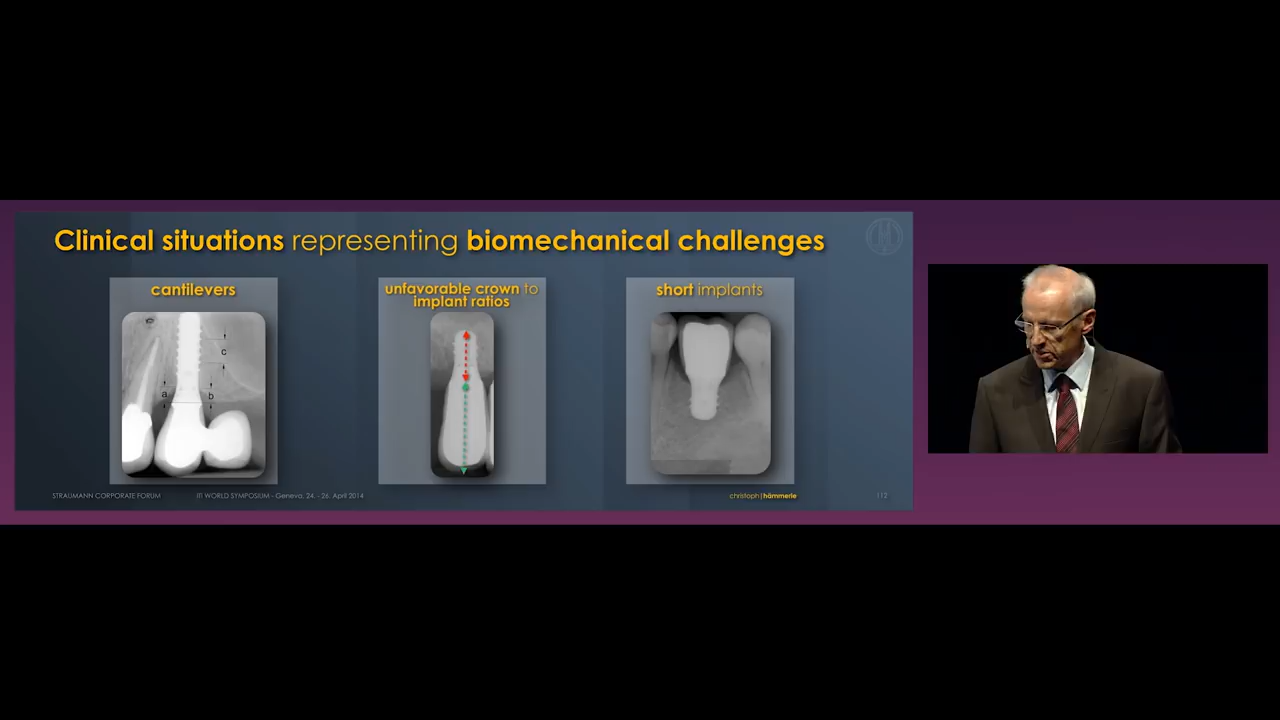 Clinical situations representing biomechanical challenges
cantilevers
c
a
b
unfavorable crown to
implant ratios
short implants
STRAUMANN CORPORATE FORUM
ITI WORLD SYMPOSIUM - Geneva, 24. - 26. April 2014
christoph|hämmerle
|12